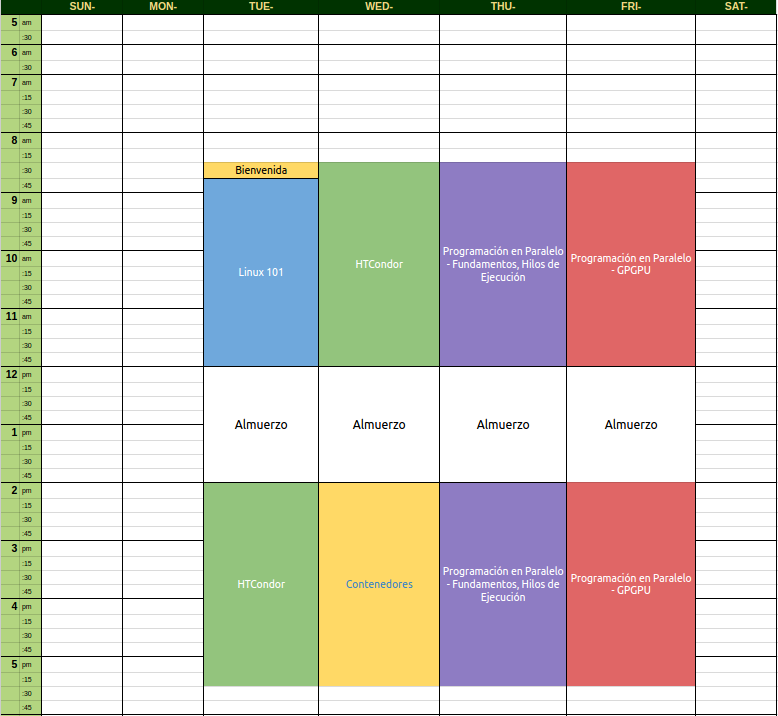 SUN- MON- TUE- WED- THU- FRI- SAT-
5 am
:30
6 am
:30
7 am
:15
:30
:45
8 am
:15
:30 Bienvenida
:45
9 am
:15
:30
:45
10 am
Linux 101 HTCondor Programación en Paralelo - Fundamentos, Hilos de Ejecución Programación en Paralelo - GPGPU
:15
:30
:45
11 am
:15
:30
:45
12 pm
:15
:30
:45
Almuerzo Almuerzo Almuerzo Almuerzo
1 pm
:15
:30
:45
2 pm
:15
:30
:45
3 pm
:15
:30
HTCondor Contenedores Programación en Paralelo - Fundamentos, Hilos de Ejecución Programación en Paralelo - GPGPU
:45
4 pm
:15
:30
:45
5 pm
:15
:30
:45